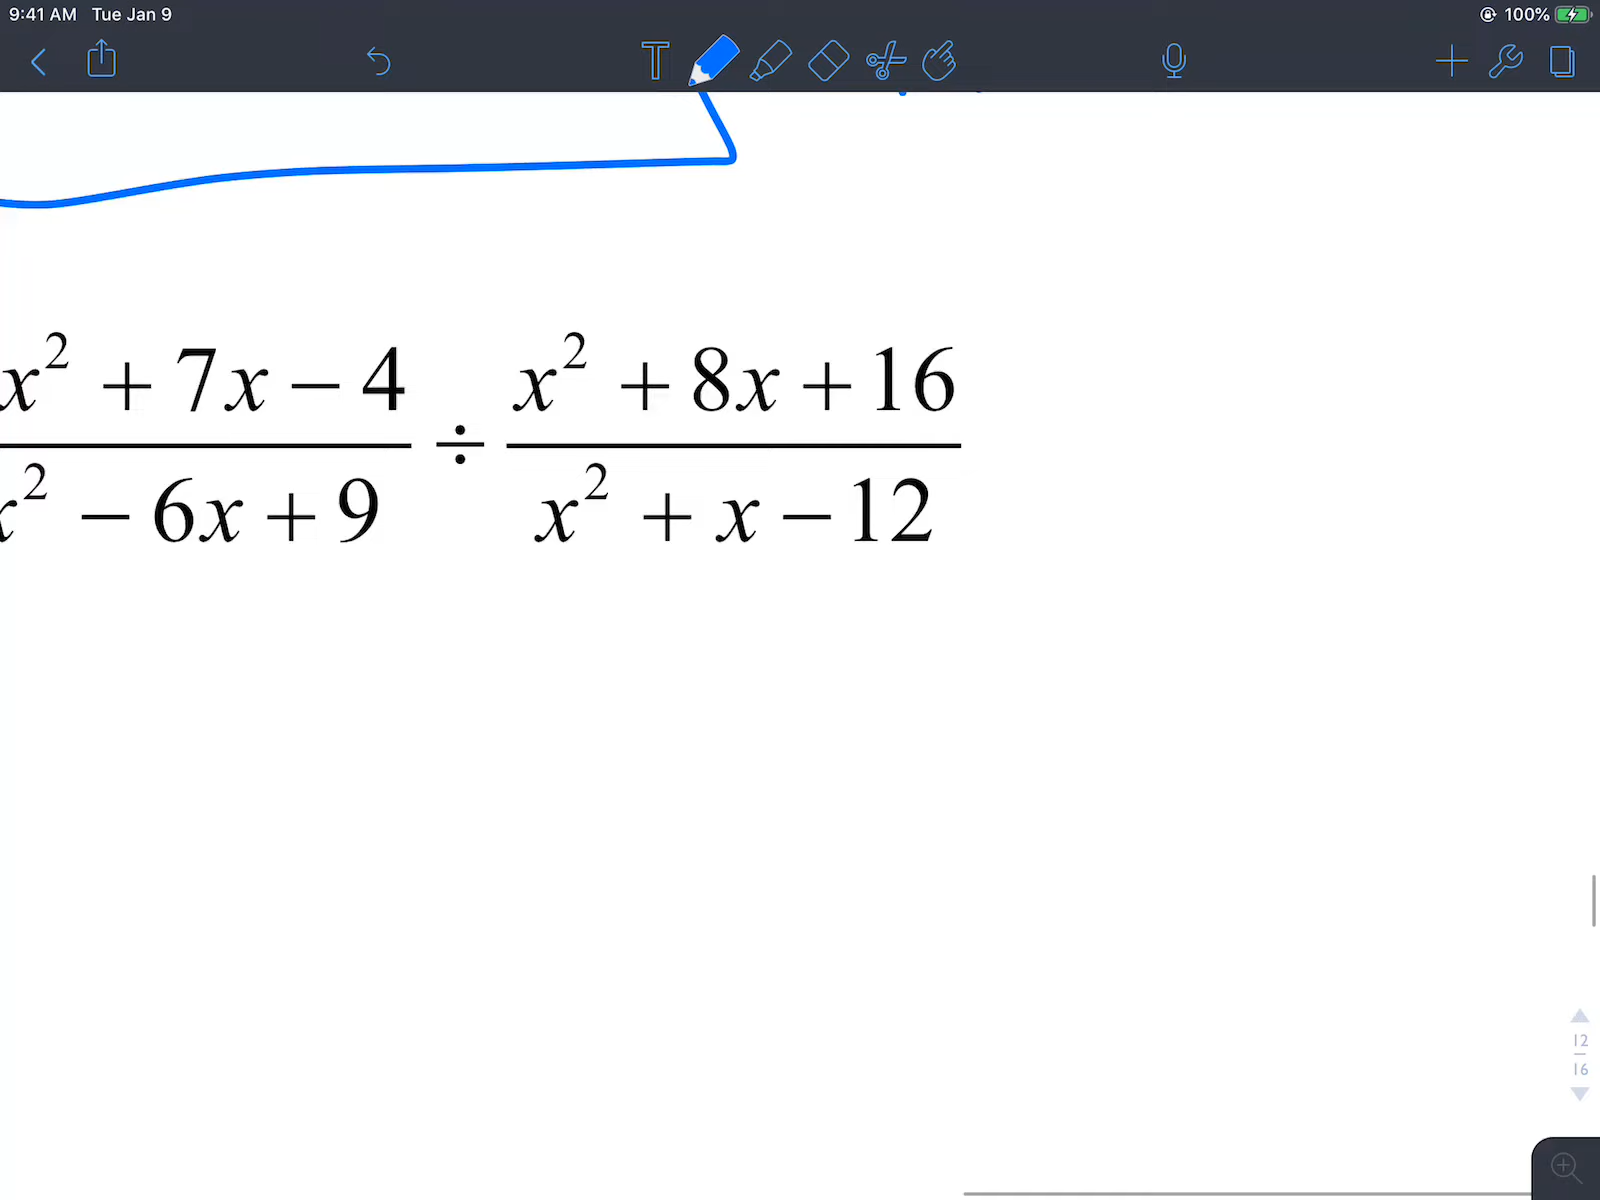 9:41 AM Tue Jan 9 100%
T
x² + 7x − 4 ÷ x² + 8x + 16
x² − 6x + 9 x² + x − 12
12
16